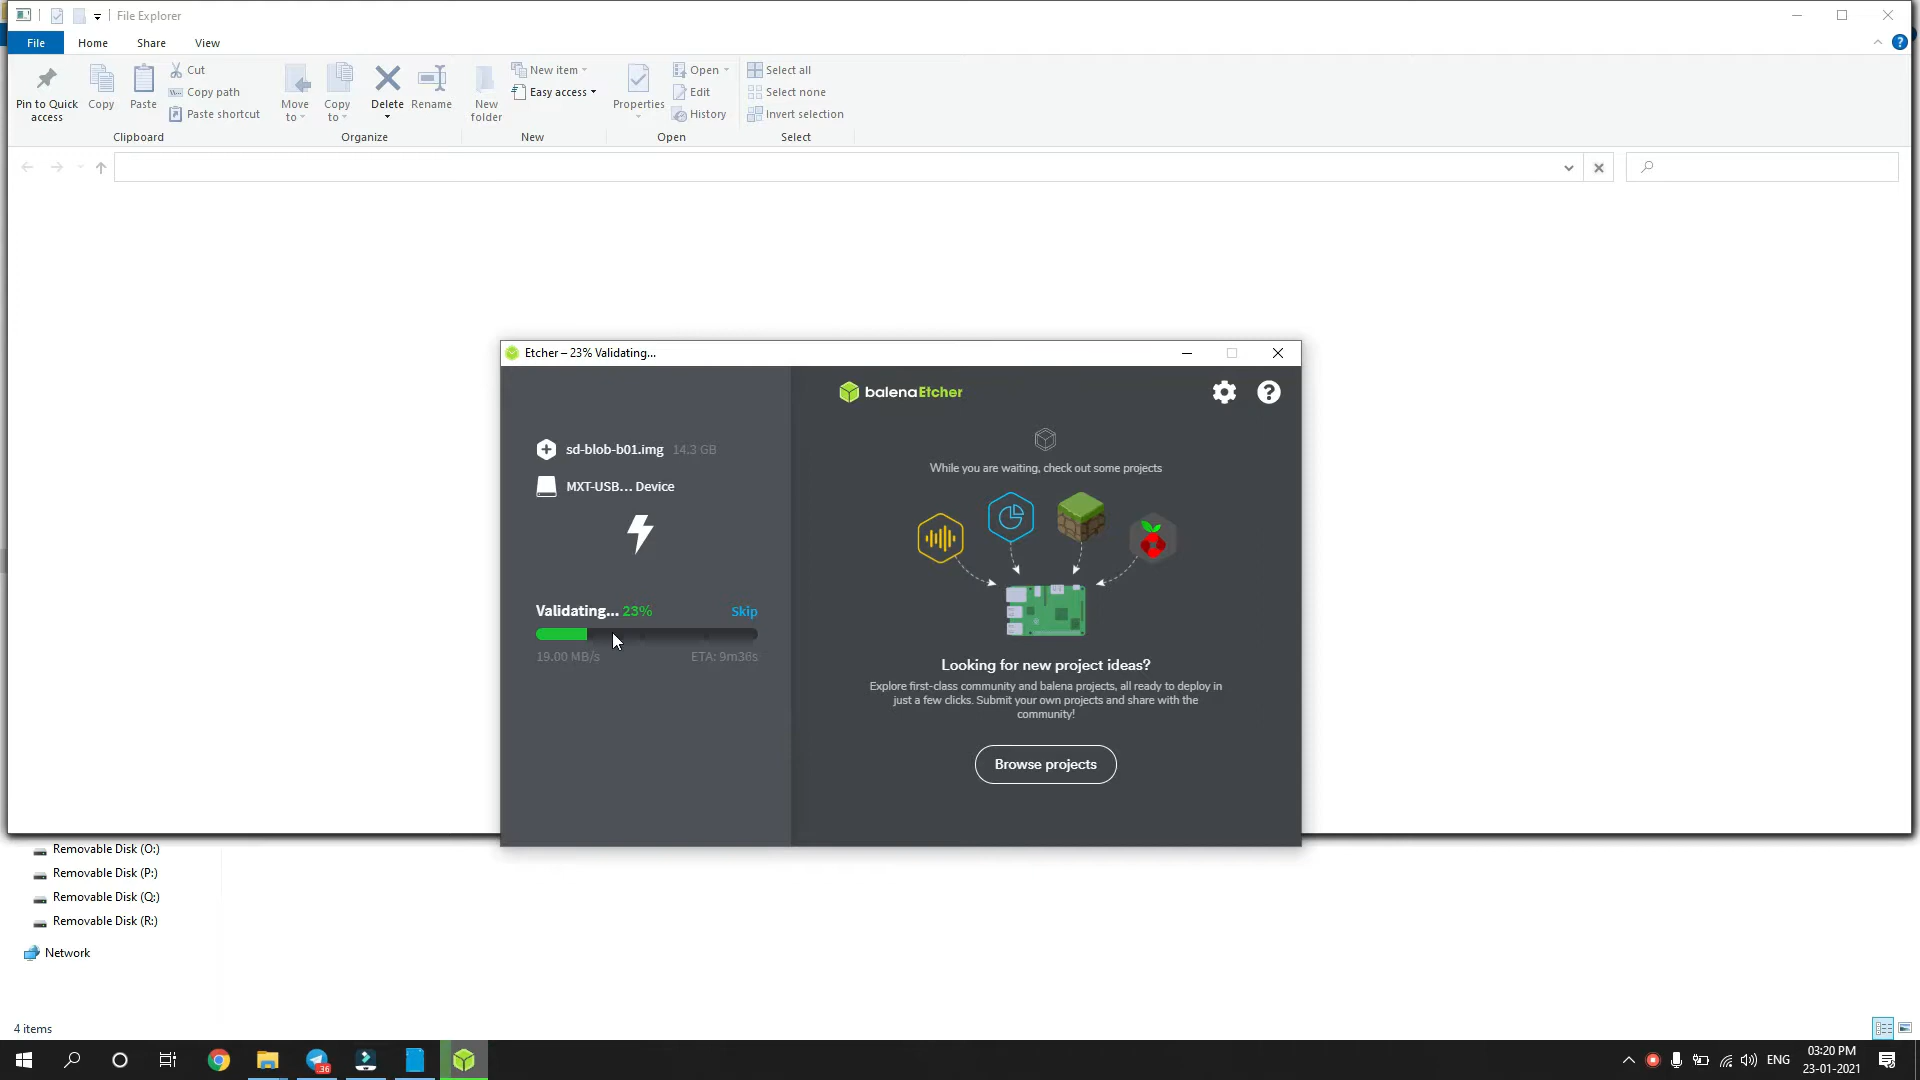 File Explorer
File Home Share View
Pin to Quick access
Copy
Paste
Cut
Copy path
Paste shortcut
Clipboard
Move to
Copy to
Delete
Rename
Organize
New folder
New item
Easy access
New
Properties
Open
Edit
History
Open
Select all
Select none
Invert selection
Select
Etcher – 23% Validating...
balenaEtcher
sd-blob-b01.img 14.3 GB
MXT-USB... Device
Validating... 23% Skip
19.00 MB/s ETA: 9m36s
While you are waiting, check out some projects
Looking for new project ideas?
Explore first-class community and balena projects, all ready to deploy in
just a few clicks. Submit your own projects and share with the
community!
Browse projects
Removable Disk (O:)
Removable Disk (P:)
Removable Disk (Q:)
Removable Disk (R:)
Network
4 items
36
ENG
03:20 PM
23-01-2021